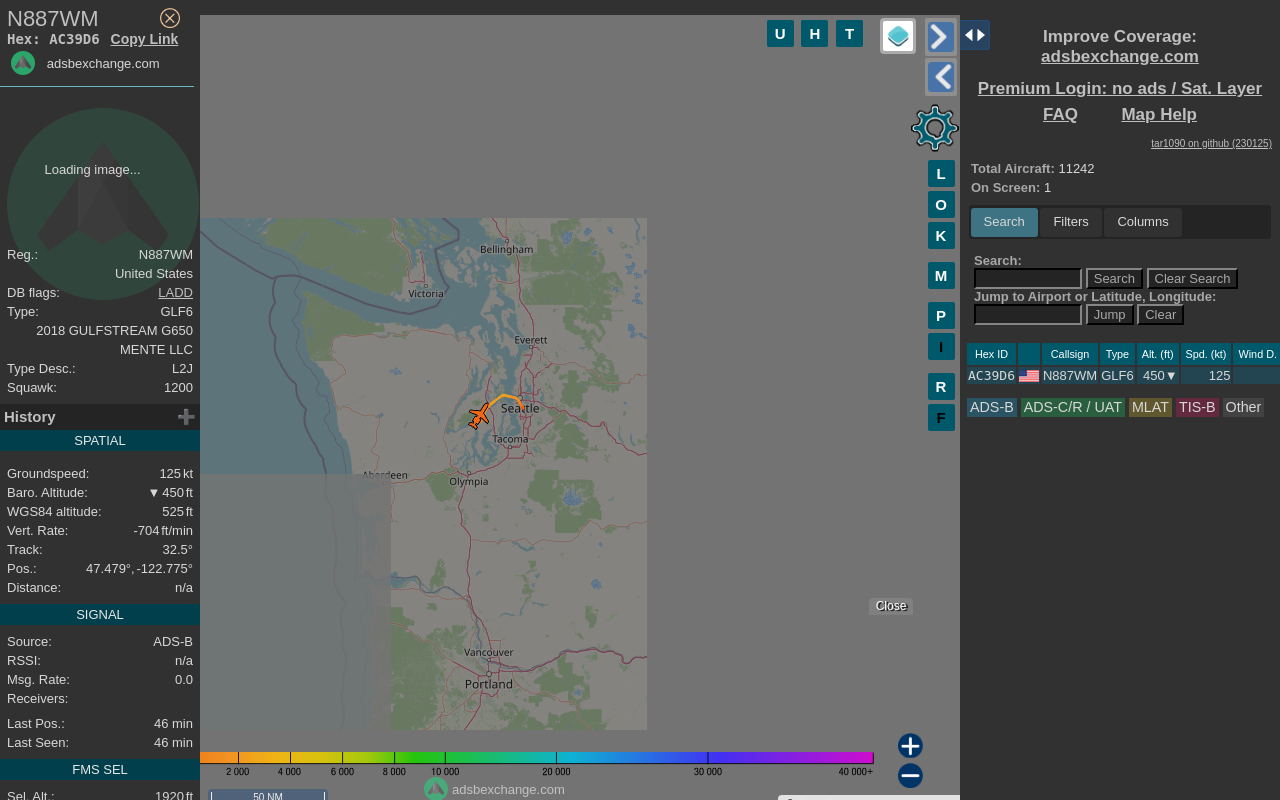 N887WM
Hex: AC39D6 Copy Link
adsbexchange.com
Loading image...
Reg.: N887WM
United States
DB flags: LADD
Type: GLF6
2018 GULFSTREAM G650
MENTE LLC
Type Desc.: L2J
Squawk: 1200
History
SPATIAL
Groundspeed: 125 kt
Baro. Altitude: ▼ 450 ft
WGS84 altitude: 525 ft
Vert. Rate: -704 ft/min
Track: 32.5°
Pos.: 47.479°, -122.775°
Distance: n/a
SIGNAL
Source: ADS-B
RSSI: n/a
Msg. Rate: 0.0
Receivers:
Last Pos.: 46 min
Last Seen: 46 min
FMS SEL
Sel. Alt.: 1920 ft
U H T
L
O
K
M
P
I
R
F
Bellingham
Victoria
Everett
Seattle
Tacoma
Aberdeen
Olympia
Vancouver
Portland
Close
2 000 4 000 6 000 8 000 10 000 20 000 30 000 40 000+
adsbexchange.com
50 NM
Improve Coverage:
adsbexchange.com
Premium Login: no ads / Sat. Layer
FAQ Map Help
tar1090 on github (230125)
Total Aircraft: 11242
On Screen: 1
Search Filters Columns
Search:
Search Clear Search
Jump to Airport or Latitude, Longitude:
Jump Clear
Hex ID Callsign Type Alt. (ft) Spd. (kt) Wind D.
AC39D6 N887WM GLF6 450▼ 125
ADS-B ADS-C/R / UAT MLAT TIS-B Other